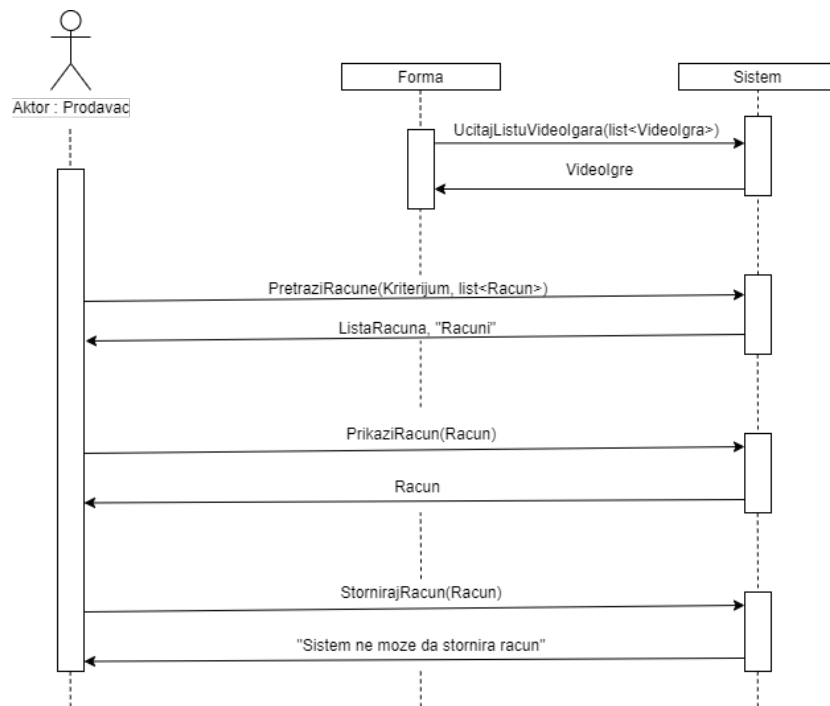 Aktor : Prodavac
Forma
Sistem
UcitajListuVideoIgara(list<VideoIgra>)
VideoIgre
PretraziRacune(Kriterijum, list<Racun>)
ListaRacuna, "Racuni"
PrikaziRacun(Racun)
Racun
StornirajRacun(Racun)
"Sistem ne moze da stornira racun"